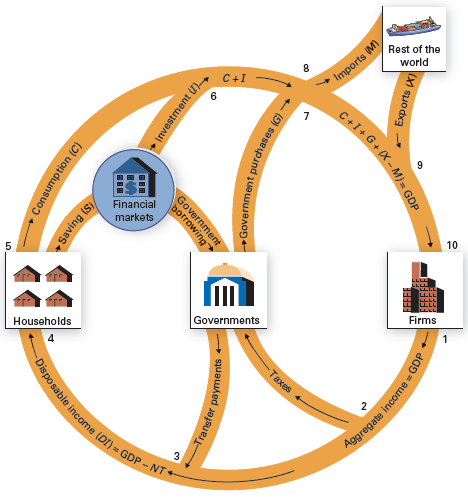 8
Rest of the
world
Imports (M)
C + I
6
7
Investment (I)
Exports (X)
Government purchases (G)
C + I + G + (X – M) = GDP
9
Consumption (C)
$
Financial
markets
Saving (S)
Government
borrowing
5
10
Households
Governments
Firms
4
1
Taxes
2
Transfer payments
Aggregate income = GDP
Disposable income (DI) = GDP – NT
3